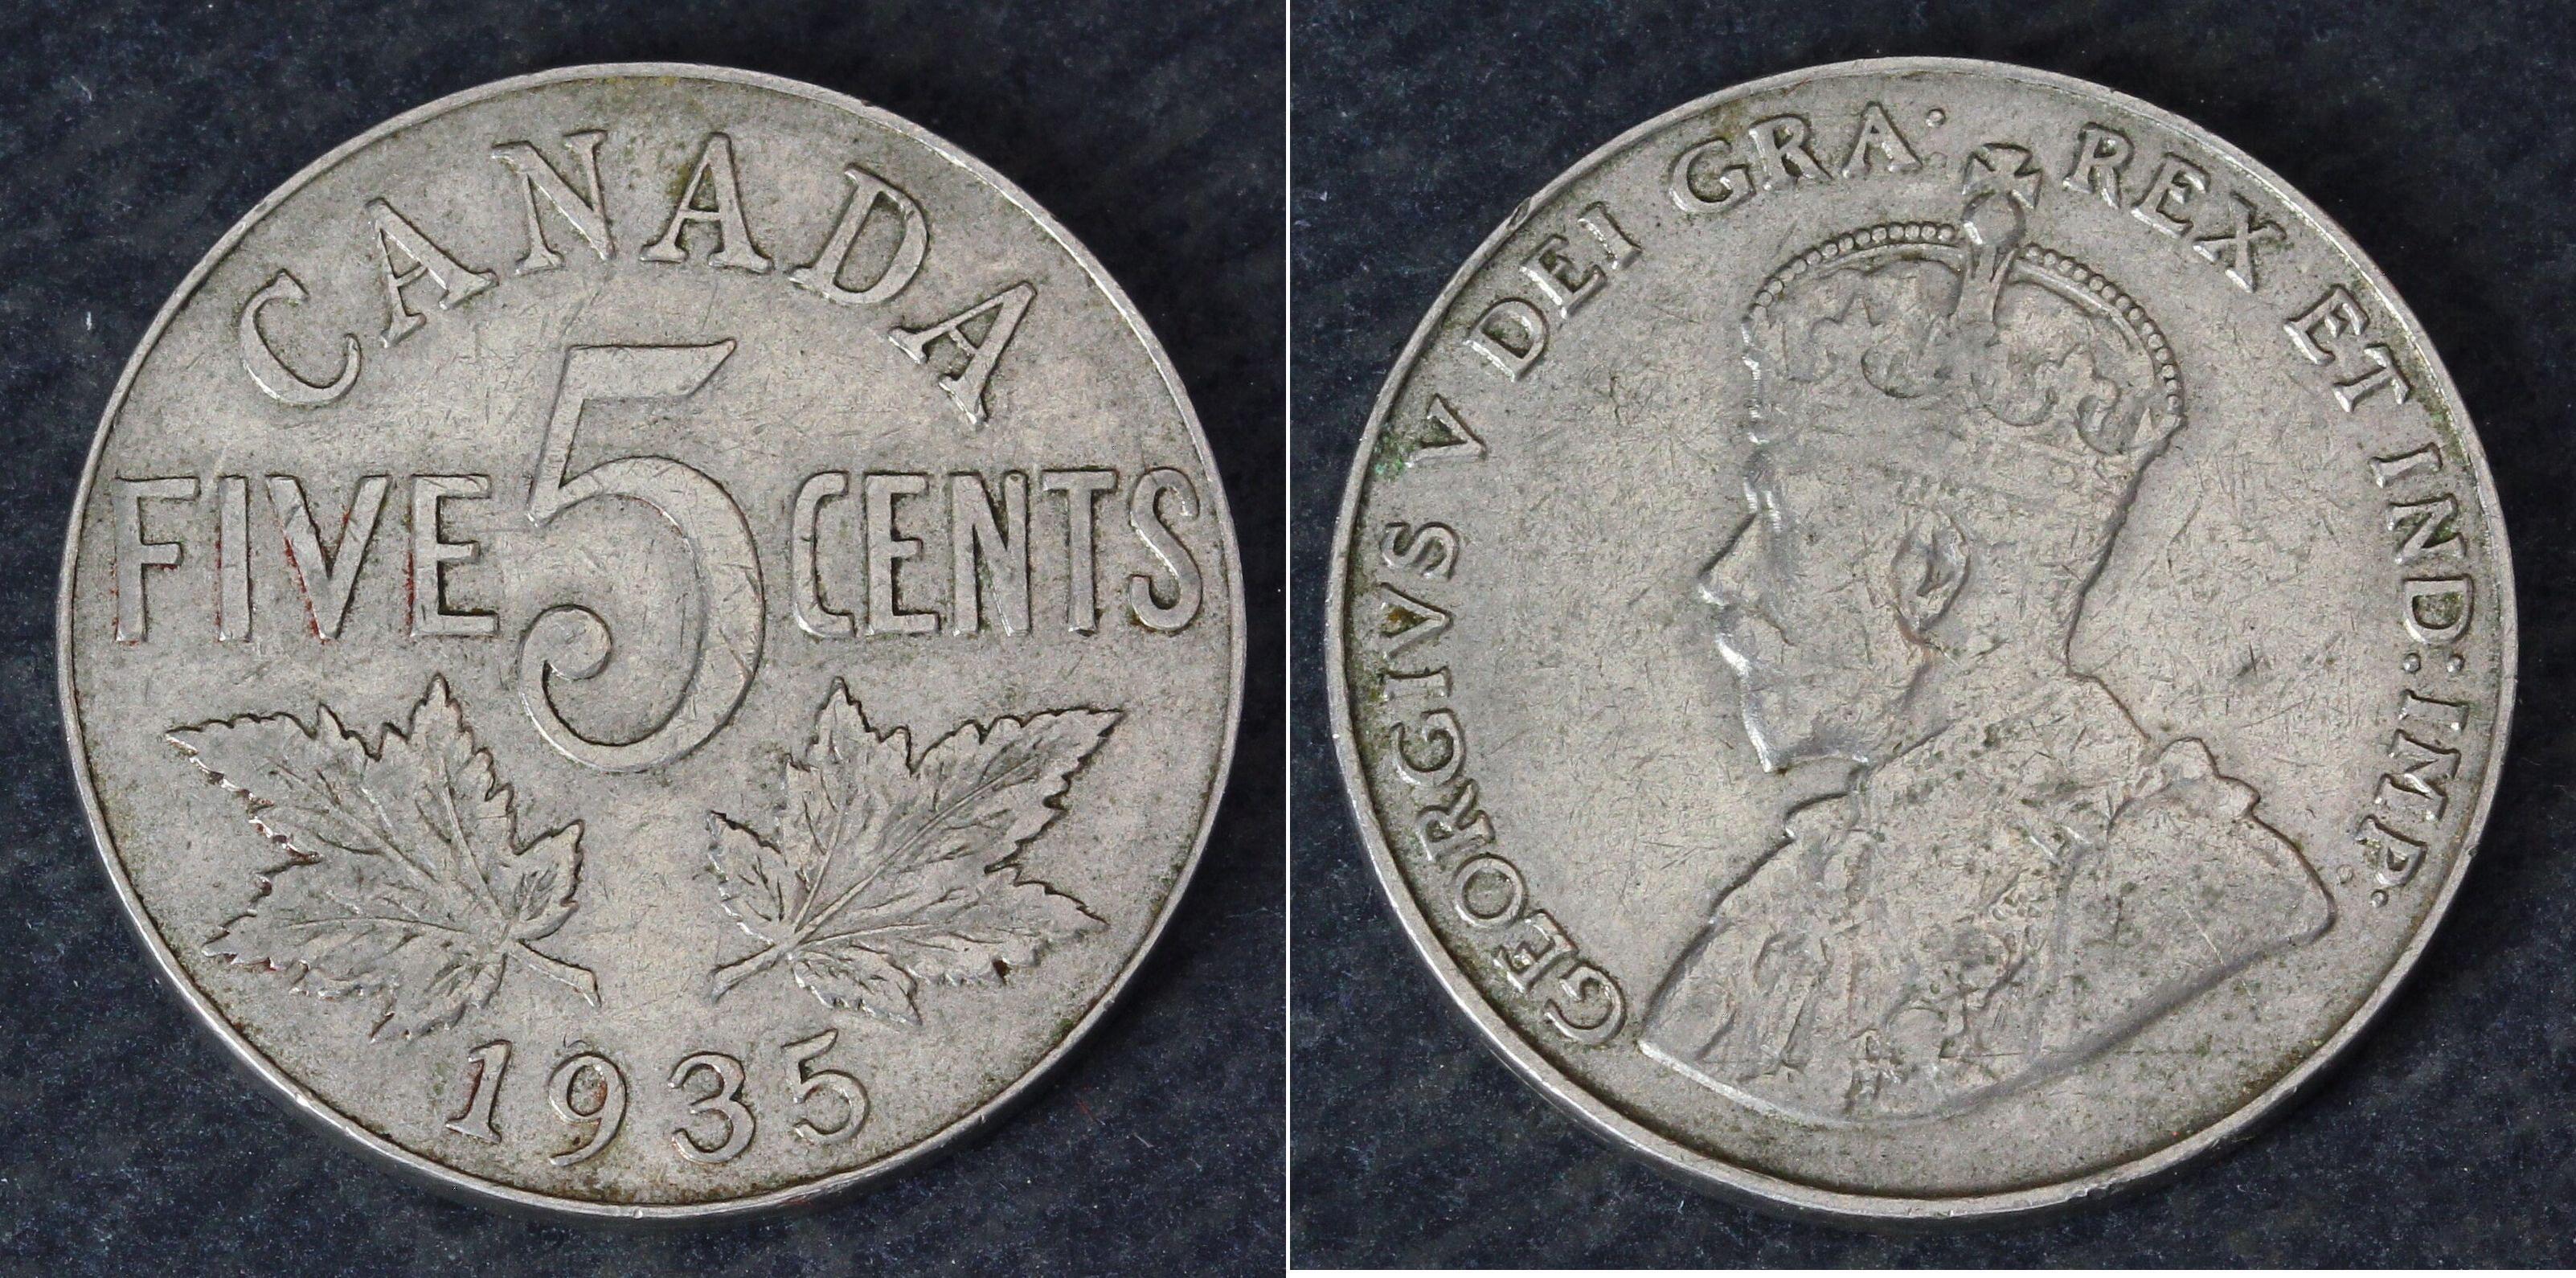 CANADA
FIVE 5 CENTS
1935
GEORGIVS V DEI GRA: REX ET IND: IMP: